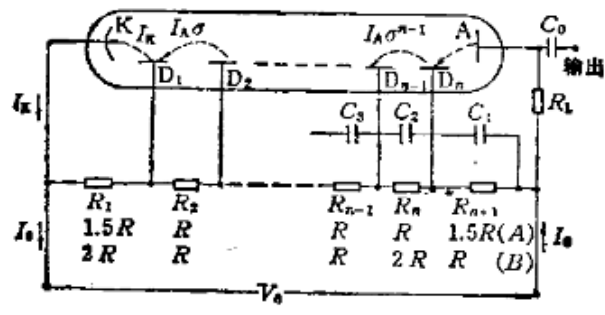 K I_K I_Aσ I_Aσ^{n-1} A C_0
输出
D_1 D_2 D_{n-1} D_n
R_L
I_K C_3 C_2 C_1
R_1 R_2 R_{n-1} R_n R_{n+1}
I_0 1.5R R R R 1.5R(A) I_0
2R R R 2R R (B)
V_0